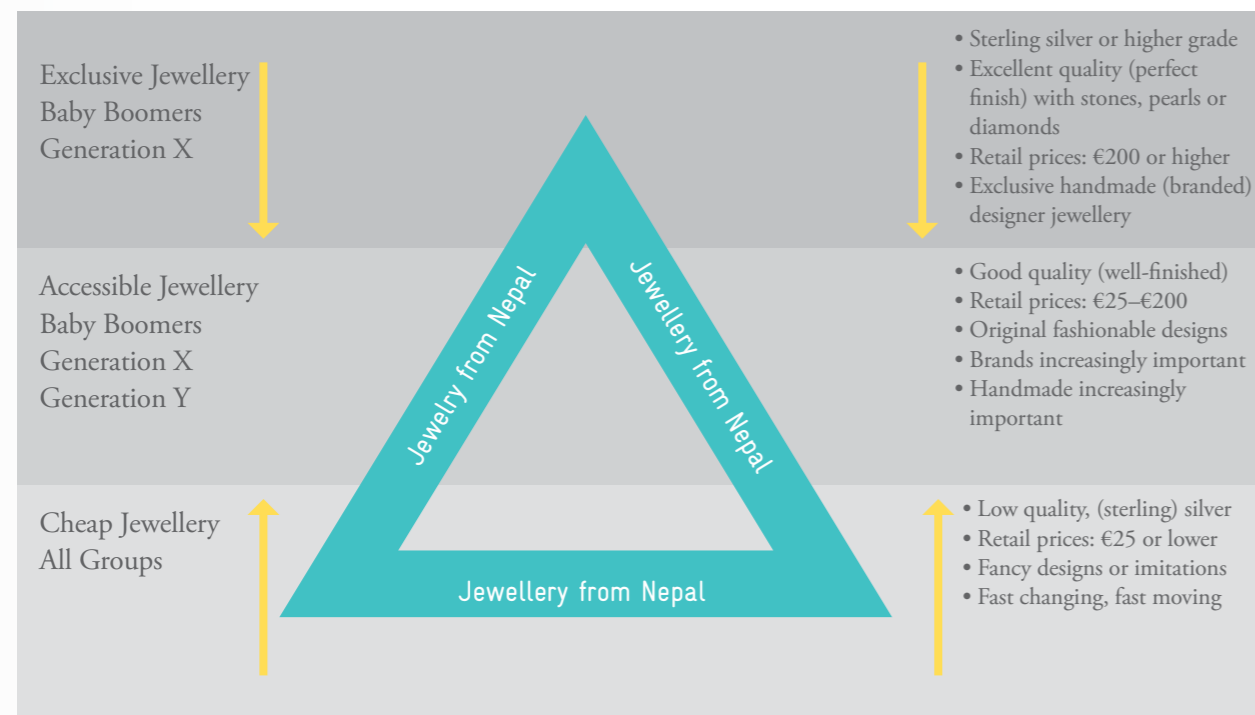 Exclusive Jewellery
Baby Boomers
Generation X
• Sterling silver or higher grade
• Excellent quality (perfect
finish) with stones, pearls or
diamonds
• Retail prices: €200 or higher
• Exclusive handmade (branded)
designer jewellery
Accessible Jewellery
Baby Boomers
Generation X
Generation Y
Jewelry from Nepal
Jewellery from Nepal
• Good quality (well-finished)
• Retail prices: €25–€200
• Original fashionable designs
• Brands increasingly important
• Handmade increasingly
important
Cheap Jewellery
All Groups
Jewellery from Nepal
• Low quality, (sterling) silver
• Retail prices: €25 or lower
• Fancy designs or imitations
• Fast changing, fast moving